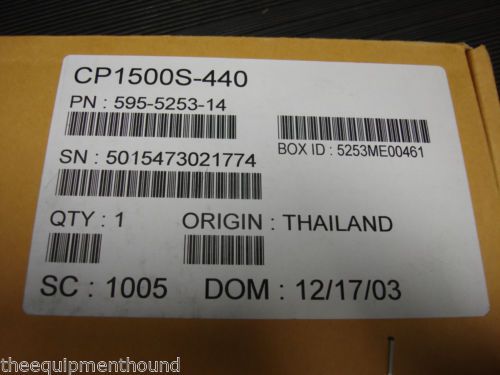 CP1500S-440
PN : 595-5253-14
BOX ID : 5253ME00461
SN : 5015473021774
QTY : 1 ORIGIN : THAILAND
SC : 1005 DOM : 12/17/03
theequipmenthound